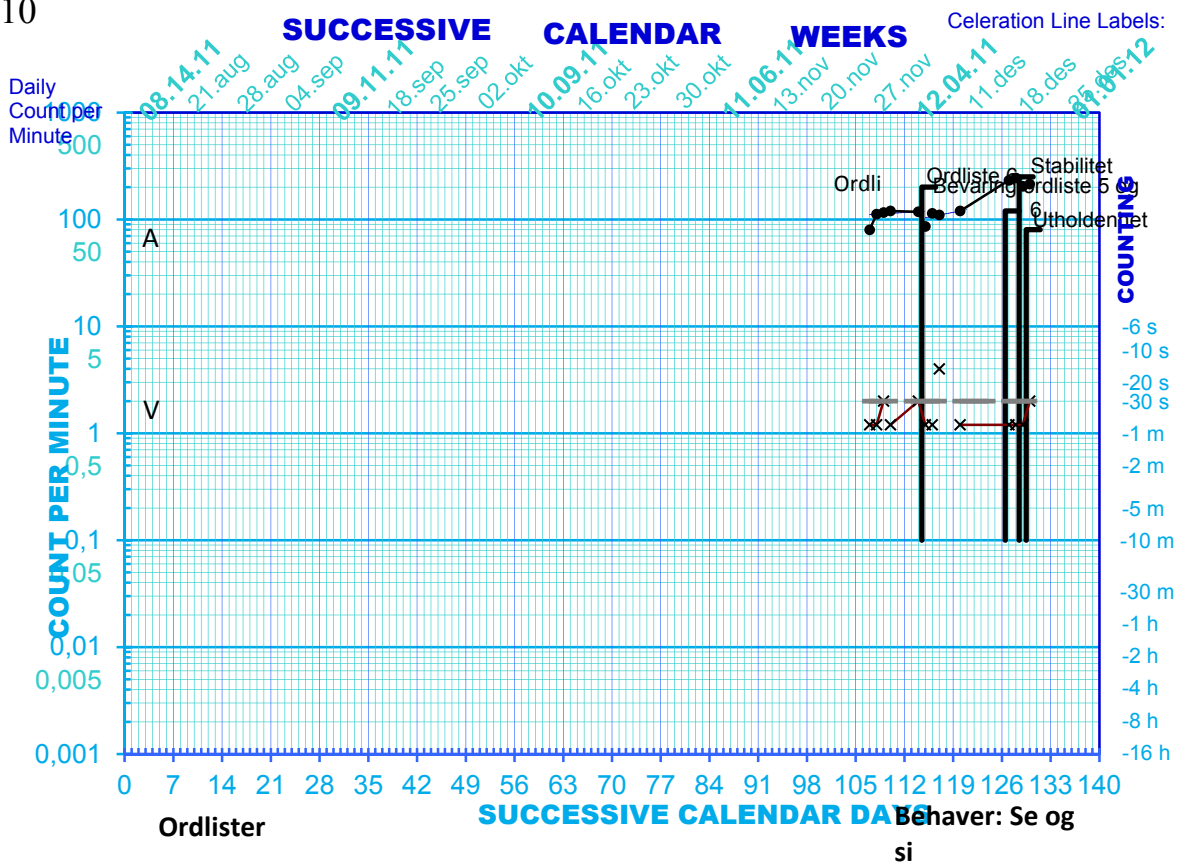 10
SUCCESSIVE CALENDAR WEEKS
Celeration Line Labels:
08.14.11 21.aug 28.aug 04.sep 09.11.11 18.sep 25.sep 02.okt 10.09.11 16.okt 23.okt 30.okt 11.06.11 13.nov 20.nov 27.nov 12.04.11 11.des 18.des 25.des 01.01.12
Daily
Count per
Minute
1000
500
100
50
10
5
1
0,5
0,1
0,05
0,01
0,005
0,001
COUNT PER MINUTE
A
V
Ordli
Ordliste 6
Stabilitet
Bevaring ordliste 5 og
6
Utholdenhet
COUNTING
-6 s
-10 s
-20 s
-30 s
-1 m
-2 m
-5 m
-10 m
-30 m
-1 h
-2 h
-4 h
-8 h
-16 h
0 7 14 21 28 35 42 49 56 63 70 77 84 91 98 105 112 119 126 133 140
SUCCESSIVE CALENDAR DAYS
Ordlister
Behaver: Se og
si